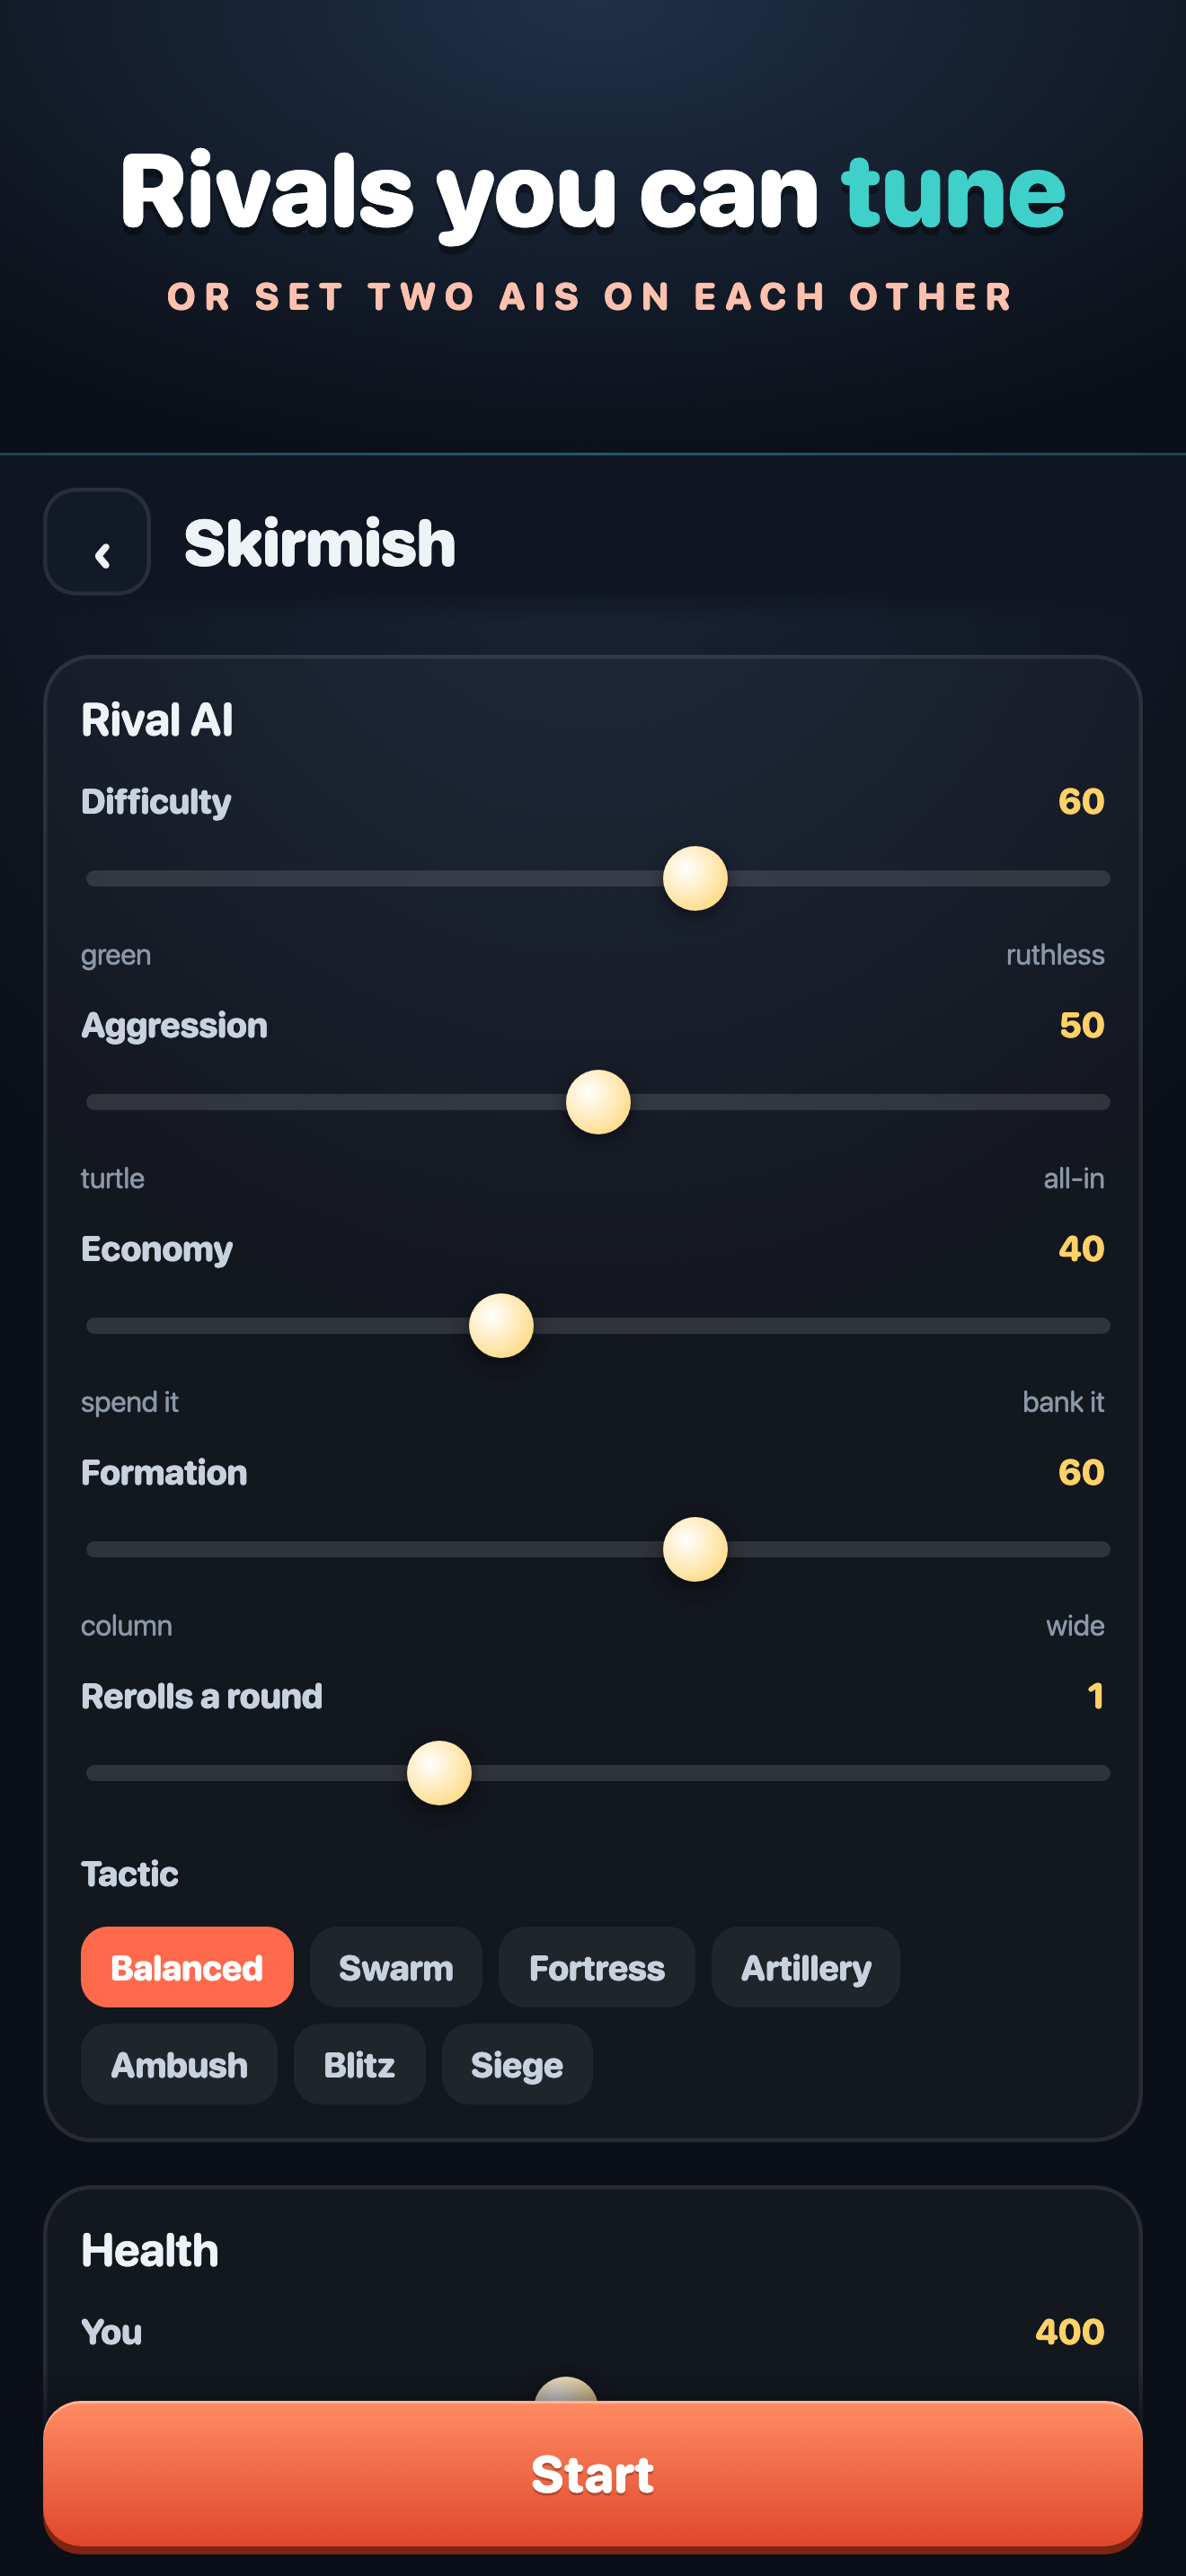 Rivals you can tune
OR SET TWO AIS ON EACH OTHER
‹ Skirmish
Rival AI
Difficulty 60
green ruthless
Aggression 50
turtle all-in
Economy 40
spend it bank it
Formation 60
column wide
Rerolls a round 1
Tactic
Balanced Swarm Fortress Artillery
Ambush Blitz Siege
Health
You 400
Start